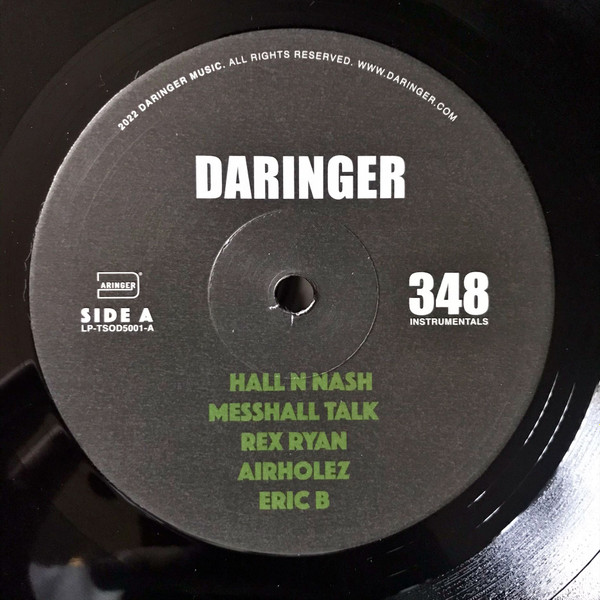 2022 DARINGER MUSIC. ALL RIGHTS RESERVED. WWW.DARINGER.COM
DARINGER
ARINGER®
SIDE A
LP-TSOD5001-A
348
INSTRUMENTALS
HALL N NASH
MESSHALL TALK
REX RYAN
AIRHOLEZ
ERIC B